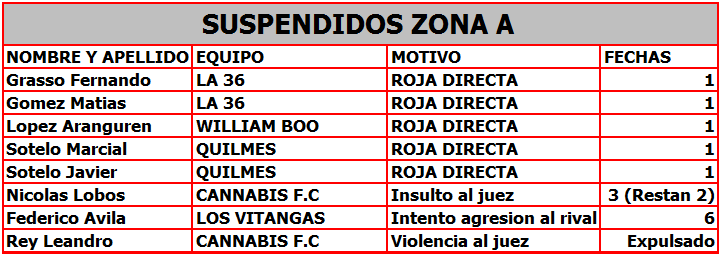 SUSPENDIDOS ZONA A
NOMBRE Y APELLIDO EQUIPO MOTIVO FECHAS
Grasso Fernando LA 36 ROJA DIRECTA 1
Gomez Matias LA 36 ROJA DIRECTA 1
Lopez Aranguren WILLIAM BOO ROJA DIRECTA 1
Sotelo Marcial QUILMES ROJA DIRECTA 1
Sotelo Javier QUILMES ROJA DIRECTA 1
Nicolas Lobos CANNABIS F.C Insulto al juez 3 (Restan 2)
Federico Avila LOS VITANGAS Intento agresion al rival 6
Rey Leandro CANNABIS F.C Violencia al juez Expulsado